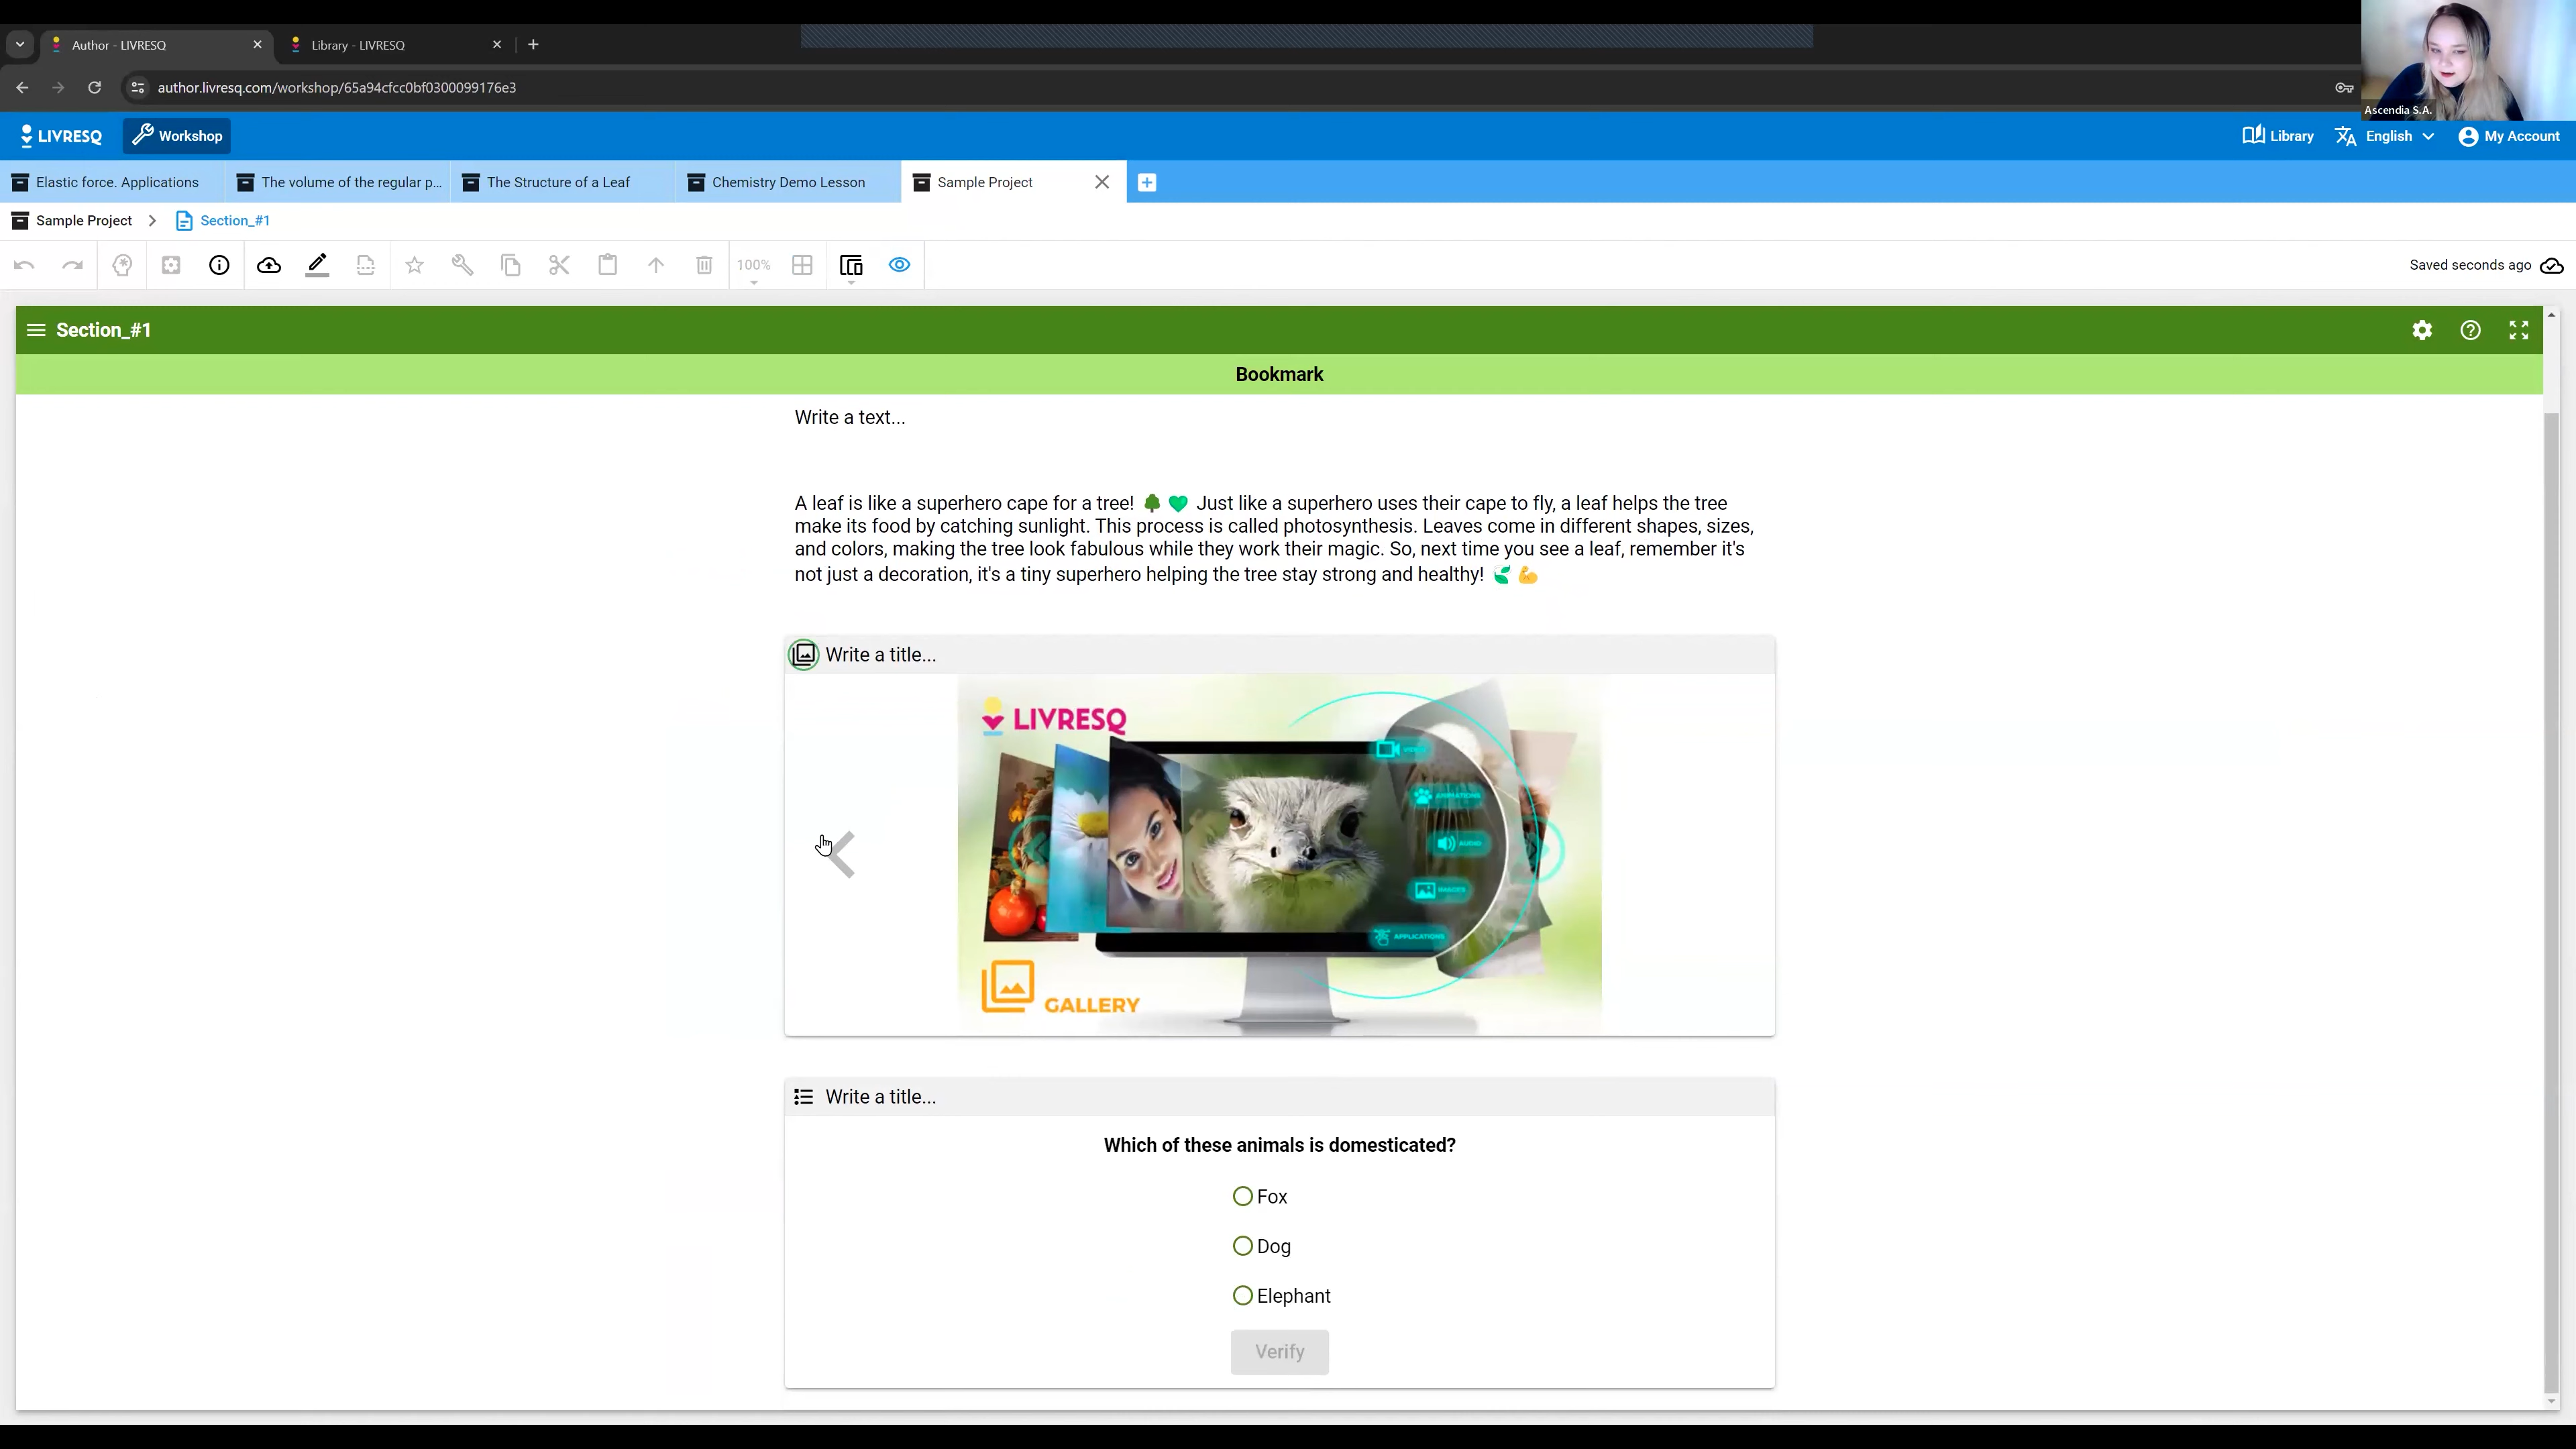 Author - LIVRESQ
Library - LIVRESQ
author.livresq.com/workshop/65a94cfcc0bf0300099176e3
Ascendia S.A.
LIVRESQ
Workshop
Library
English
My Account
Elastic force. Applications
The volume of the regular p...
The Structure of a Leaf
Chemistry Demo Lesson
Sample Project
Sample Project
Section_#1
100%
Saved seconds ago
Section_#1
Bookmark
Write a text...
A leaf is like a superhero cape for a tree! 🌳 💚 Just like a superhero uses their cape to fly, a leaf helps the tree
make its food by catching sunlight. This process is called photosynthesis. Leaves come in different shapes, sizes,
and colors, making the tree look fabulous while they work their magic. So, next time you see a leaf, remember it's
not just a decoration, it's a tiny superhero helping the tree stay strong and healthy! 🍃 💪
Write a title...
LIVRESQ
VIDEO
ANIMATIONS
AUDIO
IMAGES
APPLICATIONS
GALLERY
Write a title...
Which of these animals is domesticated?
Fox
Dog
Elephant
Verify